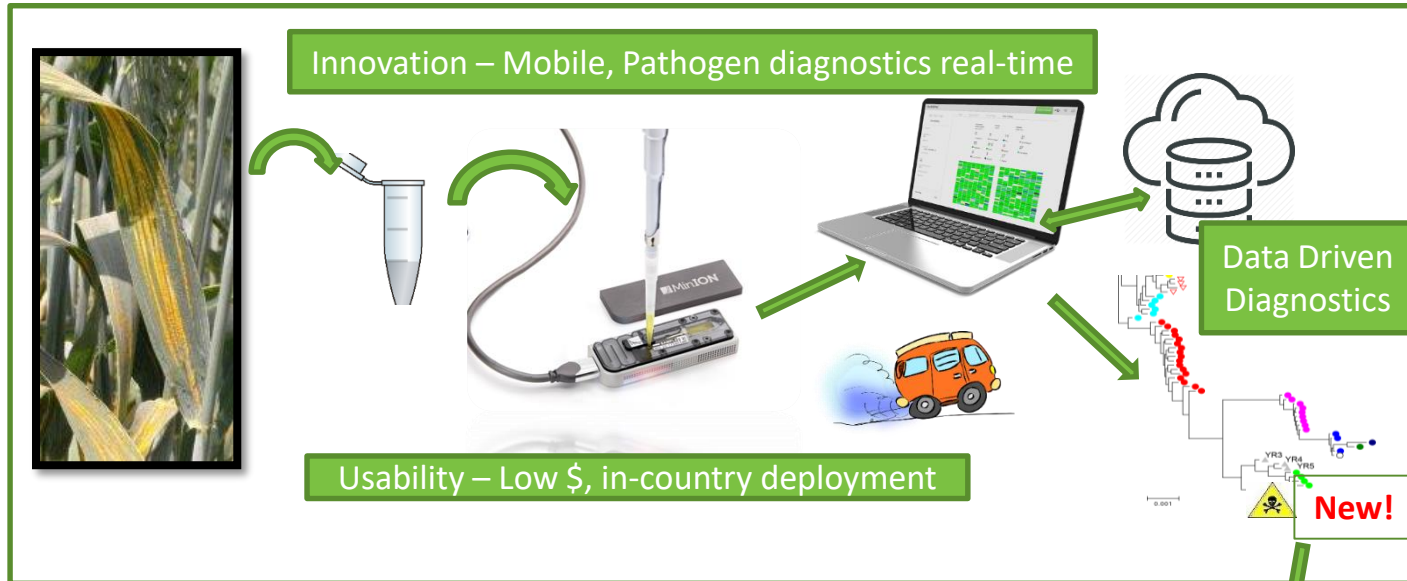 Innovation – Mobile, Pathogen diagnostics real-time
MinION
Data Driven
Diagnostics
Usability – Low $, in-country deployment
YR3
YR4
YR5
0.001
New!